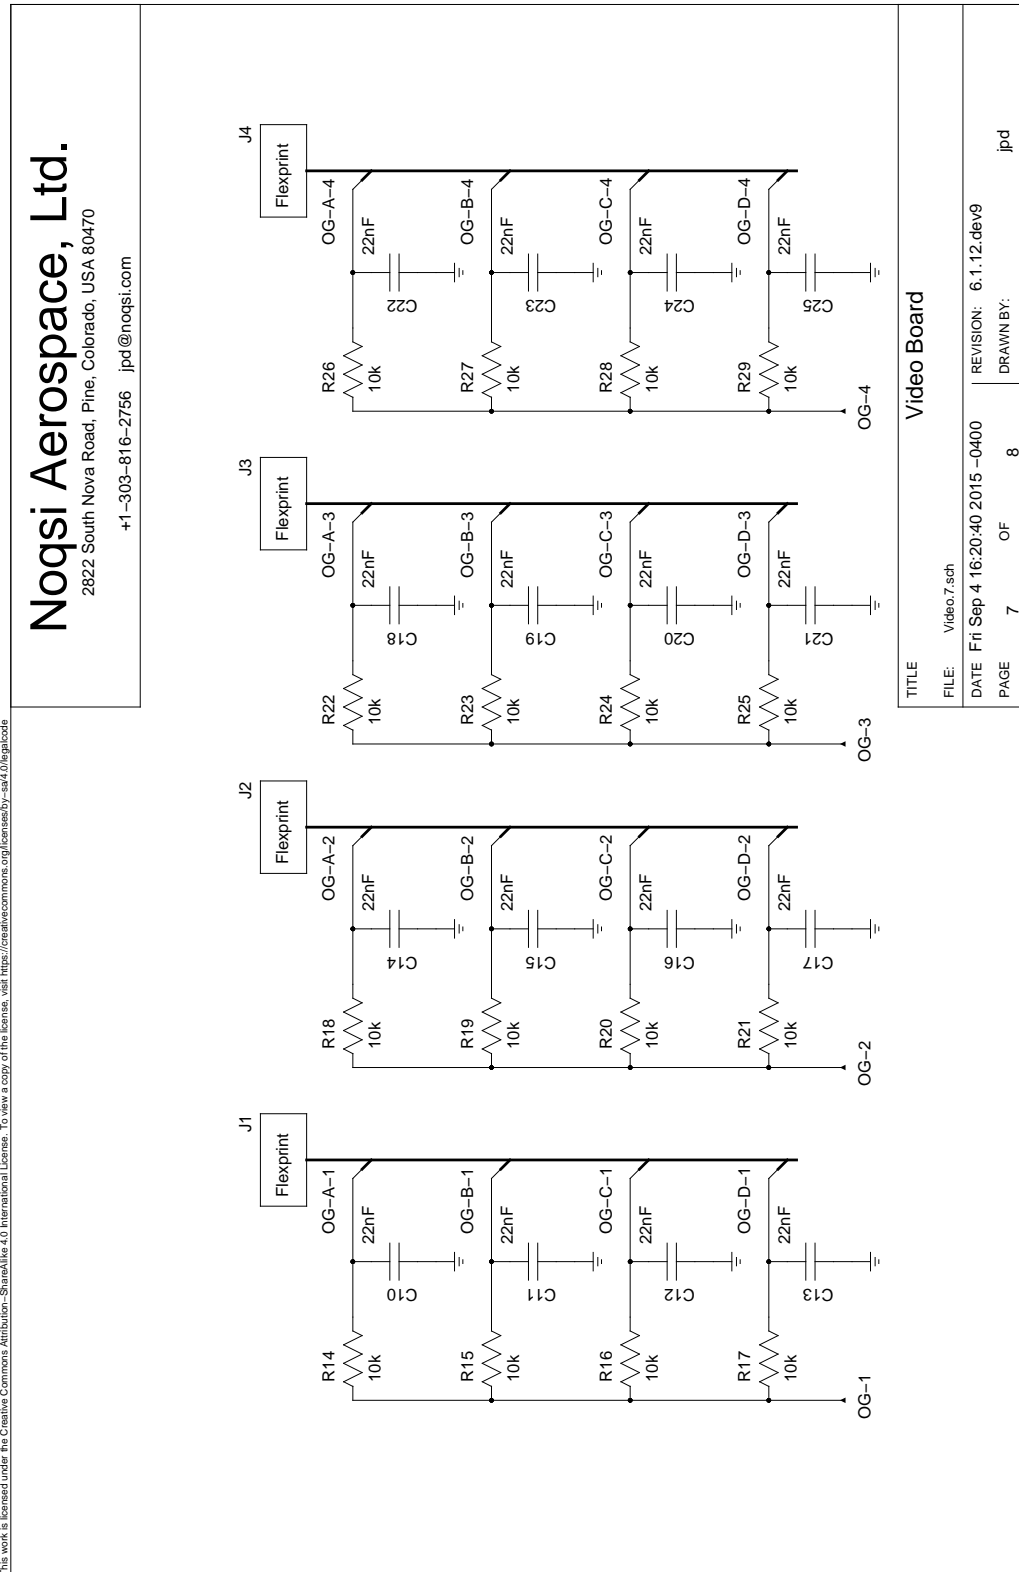 This work is licensed under the Creative Commons Attribution−ShareAlike 4.0 International License. To view a copy of the license, visit https://creativecommons.org/licenses/by−sa/4.0/legalcode
Noqsi Aerospace, Ltd.
2822 South Nova Road, Pine, Colorado, USA 80470
+1−303−816−2756 jpd@noqsi.com
J1
Flexprint
OG−A−1
22nF
C10
R14
10k
OG−B−1
22nF
C11
R15
10k
OG−C−1
22nF
C12
R16
10k
OG−D−1
22nF
C13
R17
10k
OG−1
J2
Flexprint
OG−A−2
22nF
C14
R18
10k
OG−B−2
22nF
C15
R19
10k
OG−C−2
22nF
C16
R20
10k
OG−D−2
22nF
C17
R21
10k
OG−2
J3
Flexprint
OG−A−3
22nF
C18
R22
10k
OG−B−3
22nF
C19
R23
10k
OG−C−3
22nF
C20
R24
10k
OG−D−3
22nF
C21
R25
10k
OG−3
J4
Flexprint
OG−A−4
22nF
C22
R26
10k
OG−B−4
22nF
C23
R27
10k
OG−C−4
22nF
C24
R28
10k
OG−D−4
22nF
C25
R29
10k
OG−4
TITLE
Video Board
FILE: Video.7.sch
DATE Fri Sep 4 16:20:40 2015 −0400
REVISION: 6.1.12.dev9
PAGE 7 OF 8
DRAWN BY: jpd